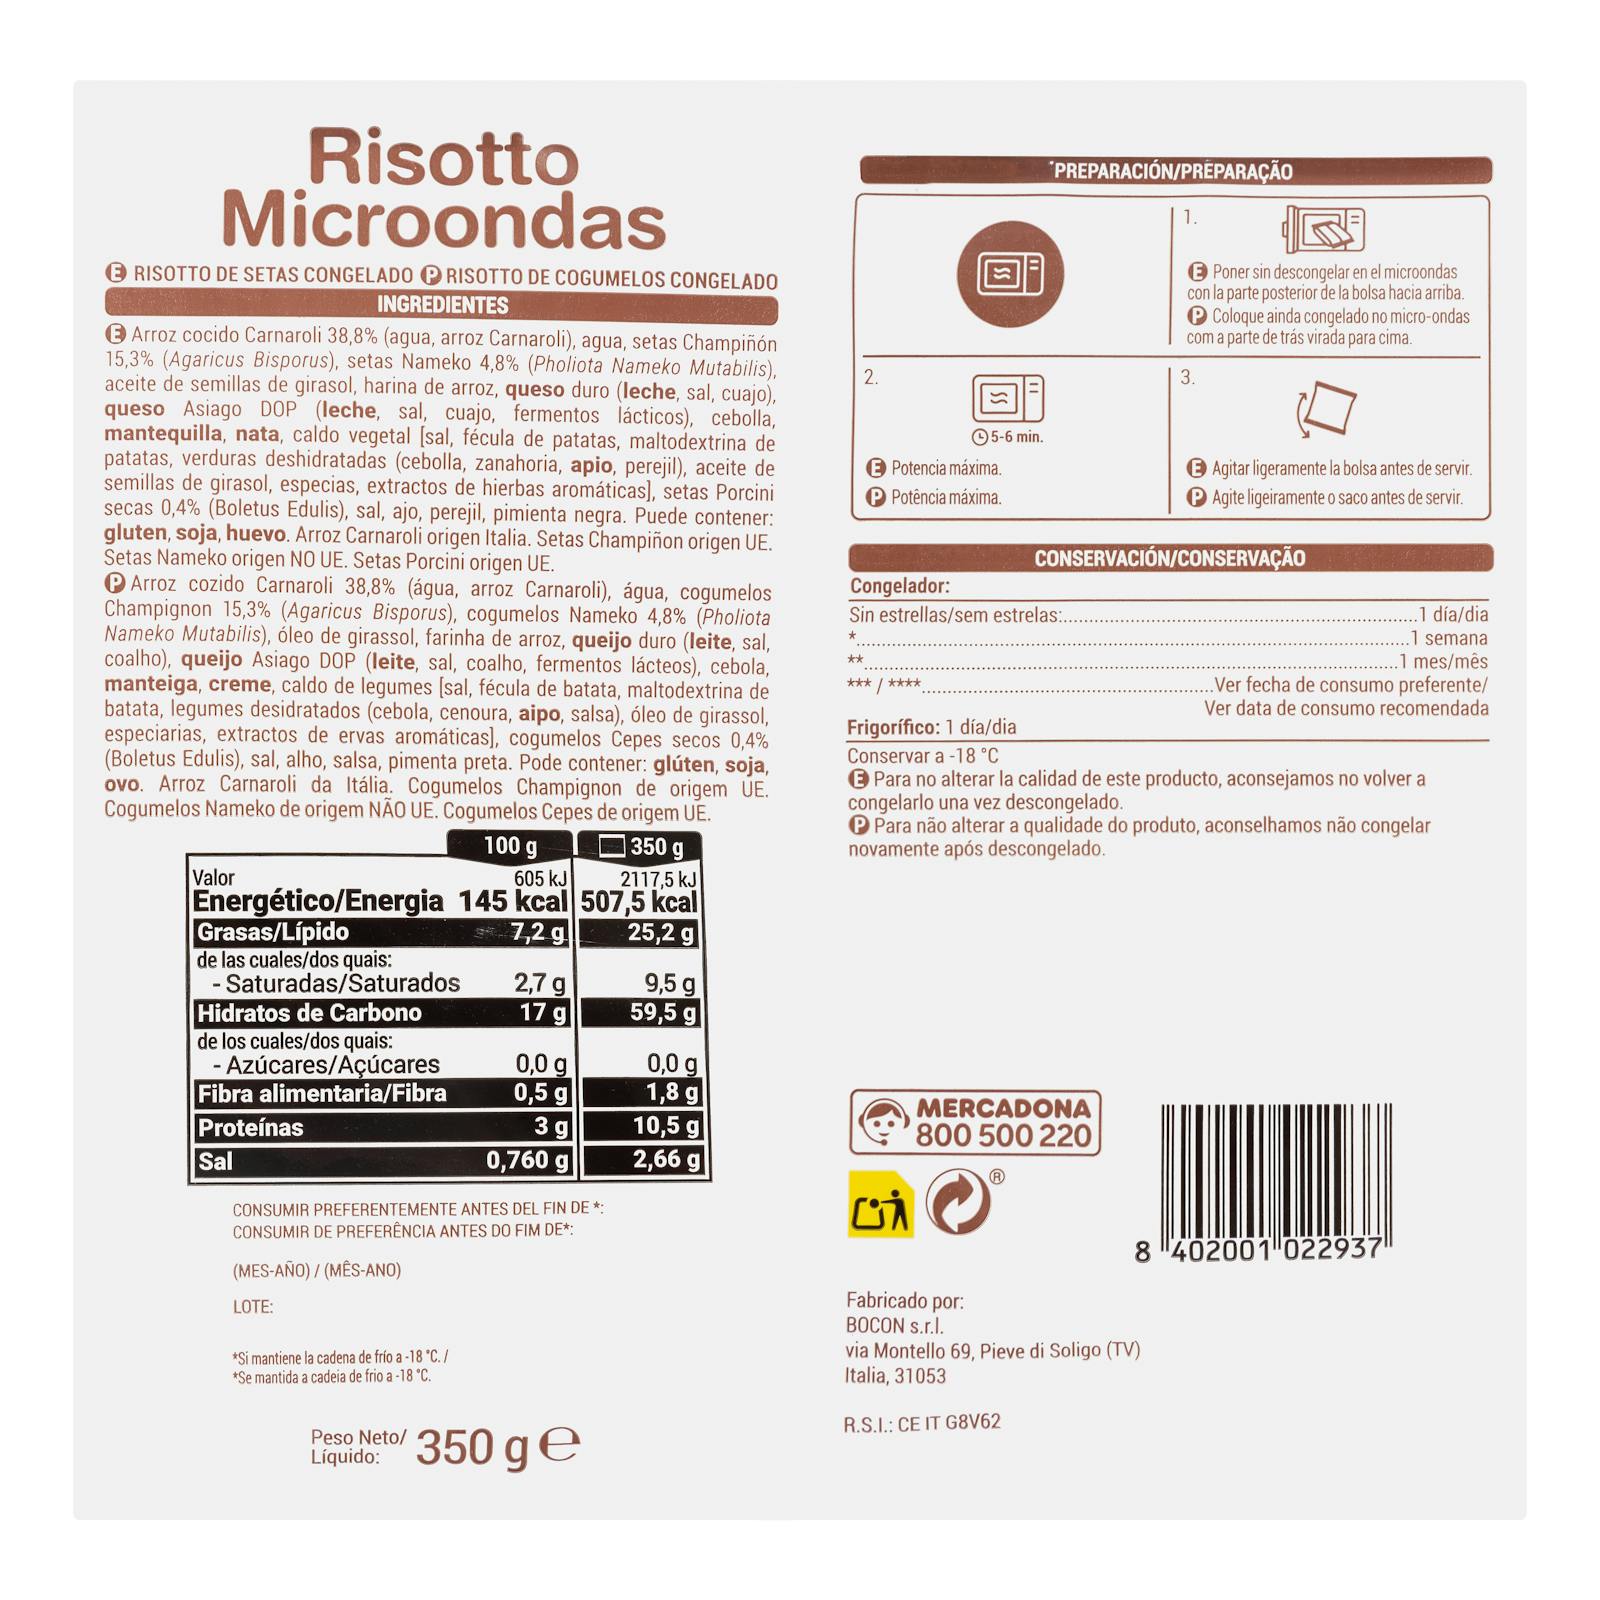 Risotto
Microondas
E RISOTTO DE SETAS CONGELADO P RISOTTO DE COGUMELOS CONGELADO
INGREDIENTES
E Arroz cocido Carnaroli 38,8% (agua, arroz Carnaroli), agua, setas Champiñón
15,3% (Agaricus Bisporus), setas Nameko 4,8% (Pholiota Nameko Mutabilis),
aceite de semillas de girasol, harina de arroz, queso duro (leche, sal, cuajo),
queso Asiago DOP (leche, sal, cuajo, fermentos lácticos), cebolla,
mantequilla, nata, caldo vegetal [sal, fécula de patatas, maltodextrina de
patatas, verduras deshidratadas (cebolla, zanahoria, apio, perejil), aceite de
semillas de girasol, especias, extractos de hierbas aromáticas], setas Porcini
secas 0,4% (Boletus Edulis), sal, ajo, perejil, pimienta negra. Puede contener:
gluten, soja, huevo. Arroz Carnaroli origen Italia. Setas Champiñon origen UE.
Setas Nameko origen NO UE. Setas Porcini origen UE.
P Arroz cozido Carnaroli 38,8% (água, arroz Carnaroli), água, cogumelos
Champignon 15,3% (Agaricus Bisporus), cogumelos Nameko 4,8% (Pholiota
Nameko Mutabilis), óleo de girassol, farinha de arroz, queijo duro (leite, sal,
coalho), queijo Asiago DOP (leite, sal, coalho, fermentos lácteos), cebola,
manteiga, creme, caldo de legumes [sal, fécula de batata, maltodextrina de
batata, legumes desidratados (cebola, cenoura, aipo, salsa), óleo de girassol,
especiarias, extractos de ervas aromáticas], cogumelos Cepes secos 0,4%
(Boletus Edulis), sal, alho, salsa, pimenta preta. Pode contener: glúten, soja,
ovo. Arroz Carnaroli da Itália. Cogumelos Champignon de origem UE.
Cogumelos Nameko de origem NÃO UE. Cogumelos Cepes de origem UE.
100 g 350 g
Valor 605 kJ 2117,5 kJ
Energético/Energia 145 kcal 507,5 kcal
Grasas/Lípido 7,2 g 25,2 g
de las cuales/dos quais:
- Saturadas/Saturados 2,7 g 9,5 g
Hidratos de Carbono 17 g 59,5 g
de los cuales/dos quais:
- Azúcares/Açúcares 0,0 g 0,0 g
Fibra alimentaria/Fibra 0,5 g 1,8 g
Proteínas 3 g 10,5 g
Sal 0,760 g 2,66 g
CONSUMIR PREFERENTEMENTE ANTES DEL FIN DE *:
CONSUMIR DE PREFERÊNCIA ANTES DO FIM DE*:
(MES-AÑO) / (MÊS-ANO)
LOTE:
*Si mantiene la cadena de frío a -18 °C. /
*Se mantida a cadeia de frio a -18 °C.
Peso Neto/
Líquido: 350 g e
PREPARACIÓN/PREPARAÇÃO
1.
E Poner sin descongelar en el microondas
con la parte posterior de la bolsa hacia arriba.
P Coloque ainda congelado no micro-ondas
com a parte de trás virada para cima.
2.
5-6 min.
E Potencia máxima.
P Potência máxima.
3.
E Agitar ligeramente la bolsa antes de servir.
P Agite ligeiramente o saco antes de servir.
CONSERVACIÓN/CONSERVAÇÃO
Congelador:
Sin estrellas/sem estrelas:..........1 día/dia
*..........1 semana
**..........1 mes/mês
*** / ****..........Ver fecha de consumo preferente/
Ver data de consumo recomendada
Frigorífico: 1 día/dia
Conservar a -18 °C
E Para no alterar la calidad de este producto, aconsejamos no volver a
congelarlo una vez descongelado.
P Para não alterar a qualidade do produto, aconselhamos não congelar
novamente após descongelado.
MERCADONA
800 500 220
®
8 402001 022937
Fabricado por:
BOCON s.r.l.
via Montello 69, Pieve di Soligo (TV)
Italia, 31053
R.S.I.: CE IT G8V62